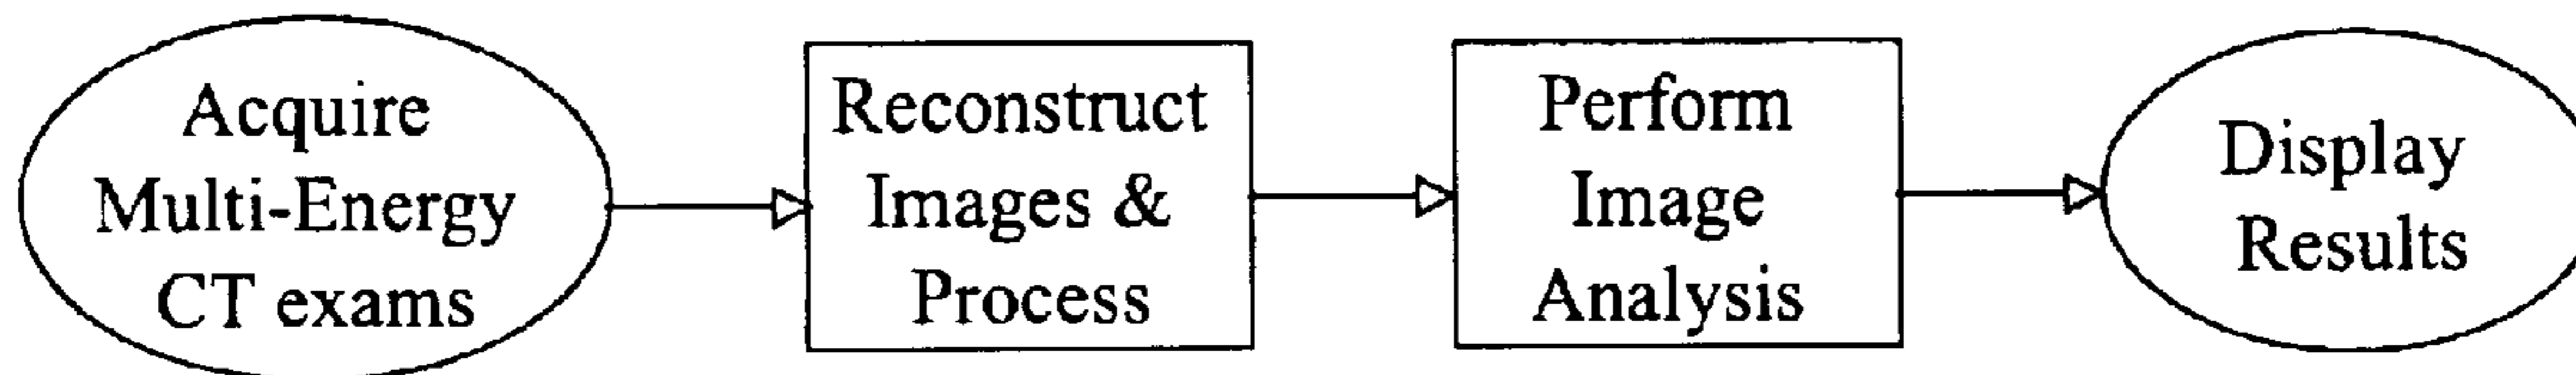 Acquire
Multi-Energy
CT exams
Reconstruct
Images &
Process
Perform
Image
Analysis
Display
Results